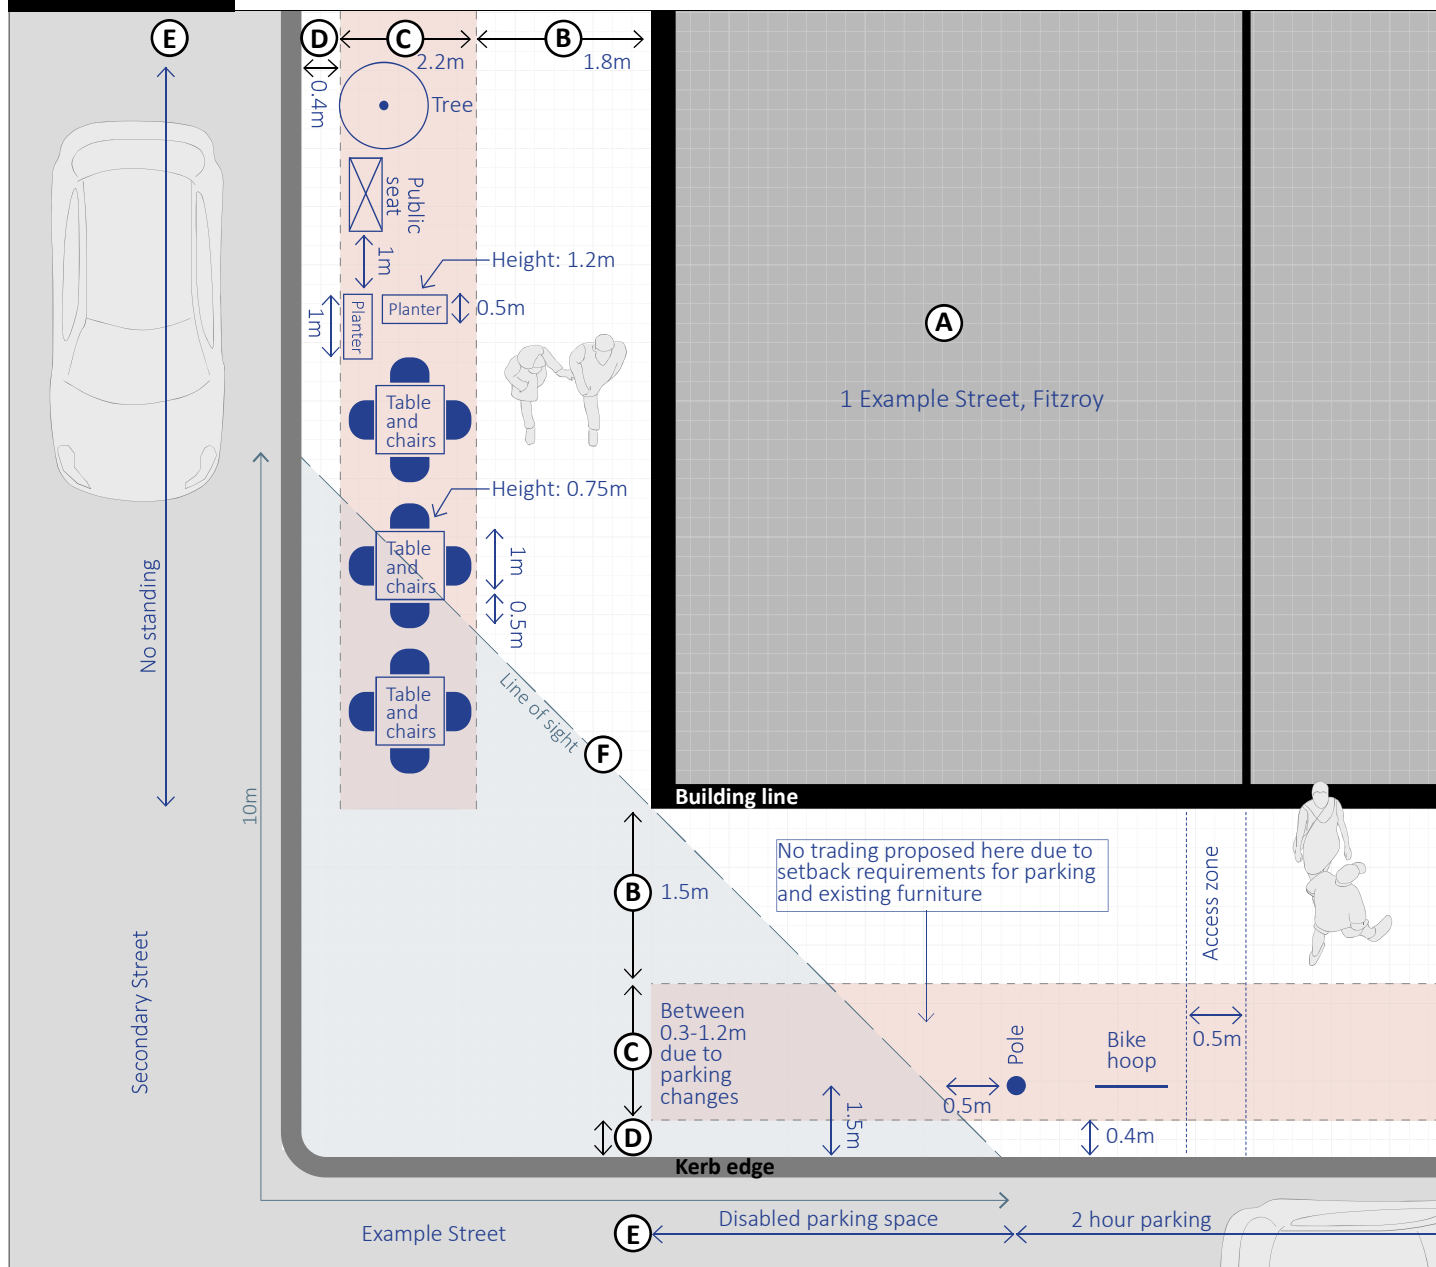 E
D
C
B
2.2m
1.8m
0.4m
Tree
Public
seat
1m
Height: 1.2m
Planter
Planter
0.5m
1m
A
1 Example Street, Fitzroy
Table
and
chairs
Height: 0.75m
Table
and
chairs
1m
0.5m
No standing
Table
and
chairs
Line of sight
F
10m
Building line
No trading proposed here due to
setback requirements for parking
and existing furniture
B
1.5m
Access zone
Secondary Street
Between
0.3-1.2m
due to
parking
changes
C
Pole
Bike
hoop
0.5m
0.5m
1.5m
D
0.4m
Kerb edge
Example Street
E
Disabled parking space
2 hour parking